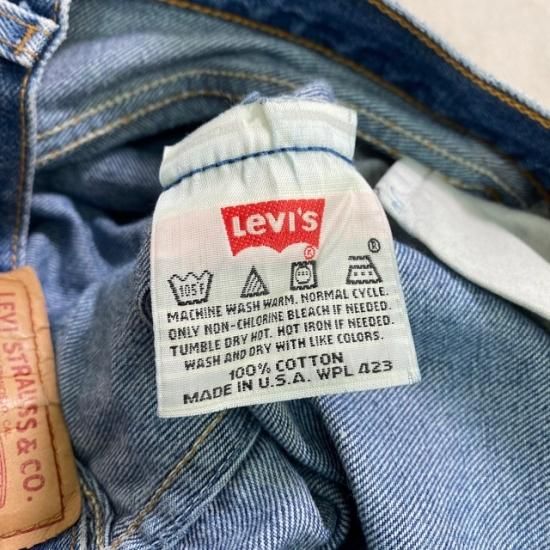 Levi's
®
®
105F
MACHINE WASH WARM. NORMAL CYCLE.
ONLY NON-CHLORINE BLEACH IF NEEDED.
TUMBLE DRY HOT. HOT IRON IF NEEDED.
WASH AND DRY WITH LIKE COLORS.
100% COTTON
MADE IN U.S.A. WPL 423
LEVI STRAUSS & CO.